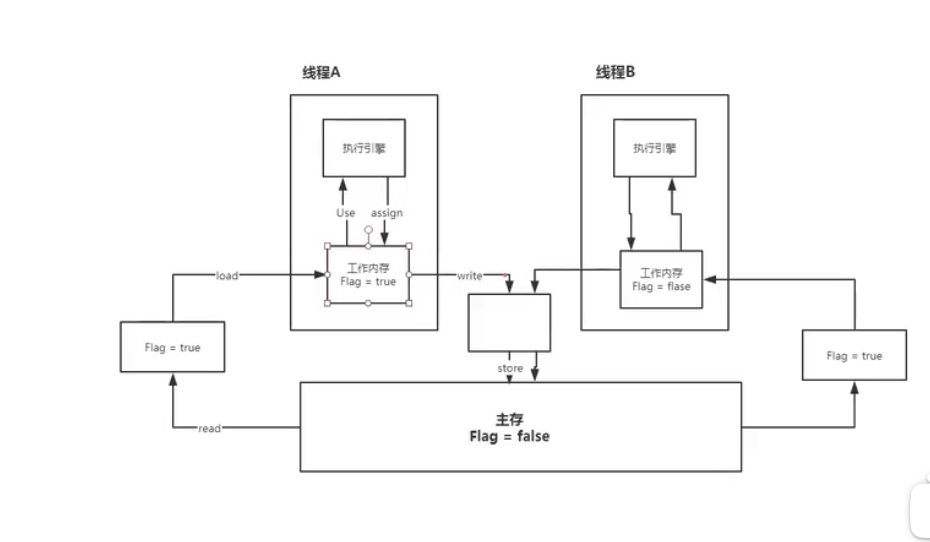 线程A
线程B
执行引擎
执行引擎
Use
assign
工作内存
Flag = true
工作内存
Flag = flase
load
write
Flag = true
Flag = true
store
read
主存
Flag = false